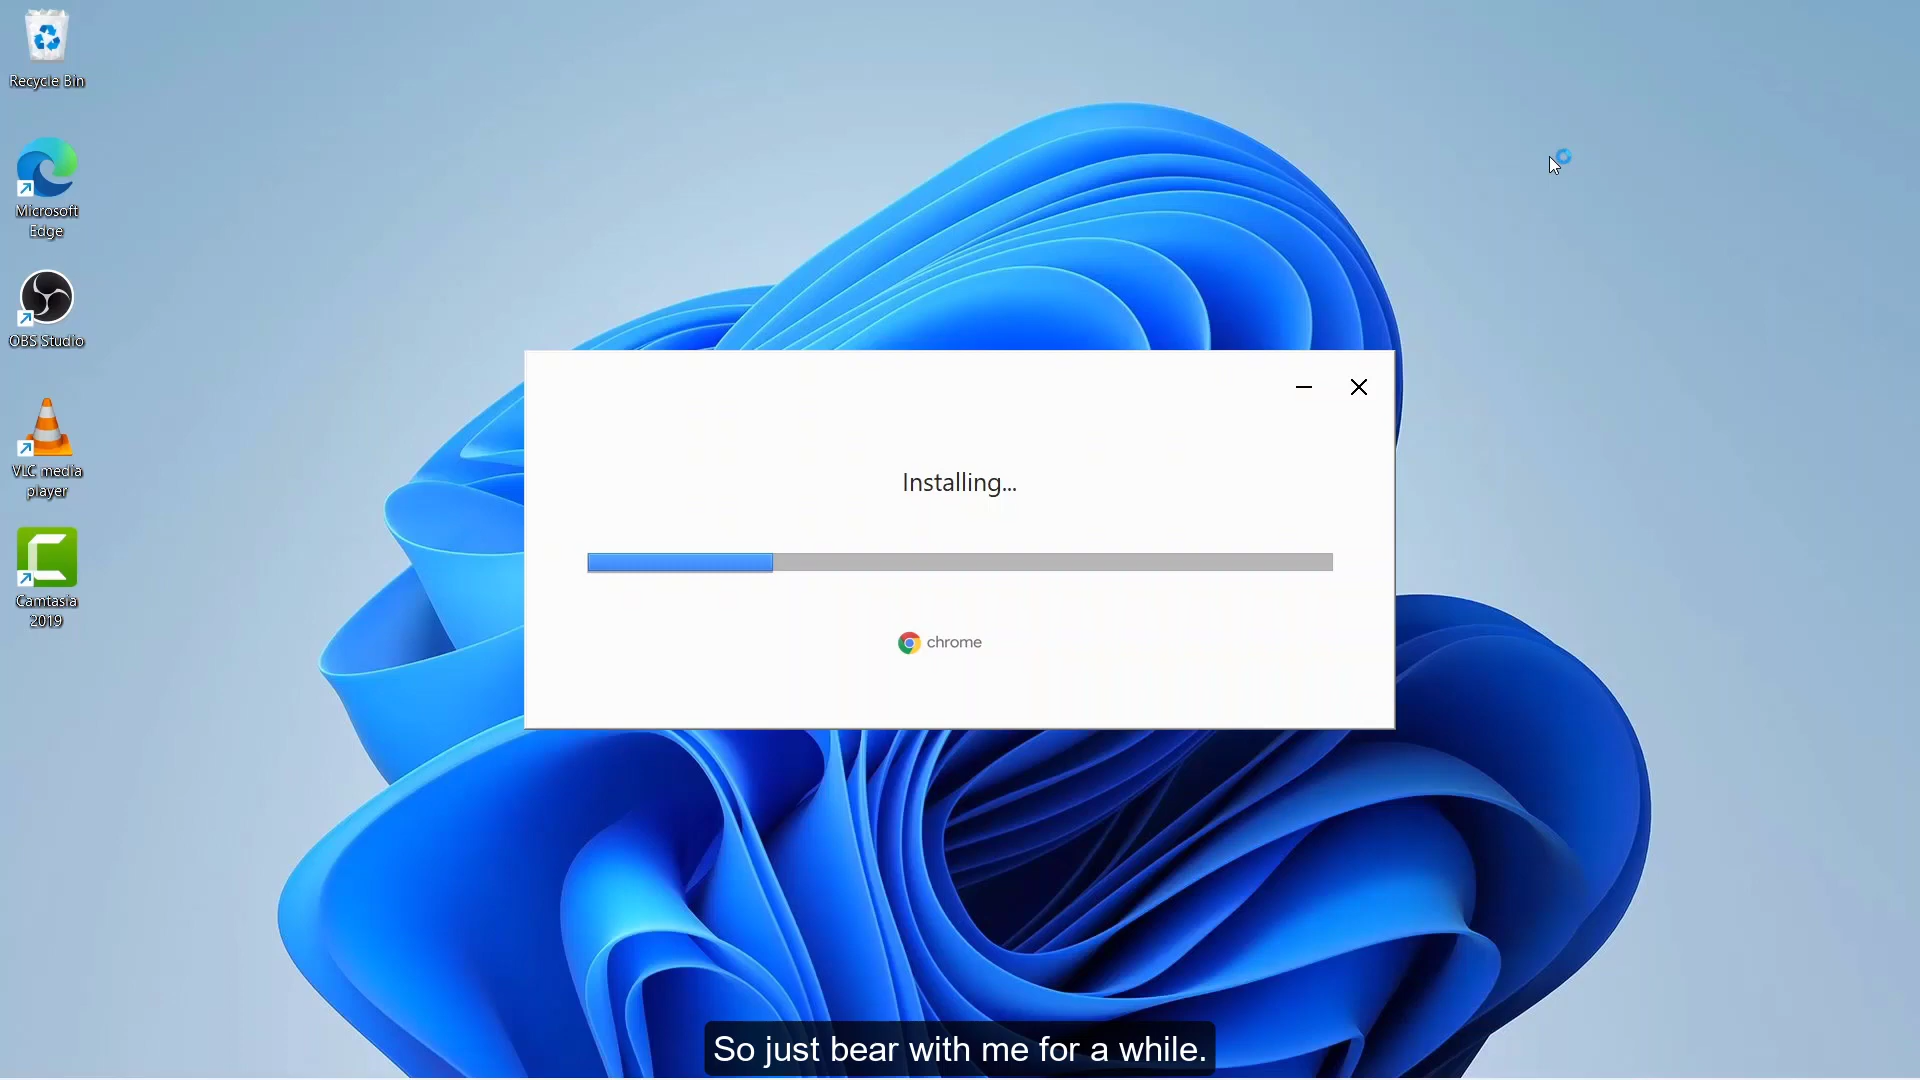 Recycle Bin
Microsoft
Edge
OBS Studio
VLC media
player
Camtasia
2019
Installing...
chrome
So just bear with me for a while.